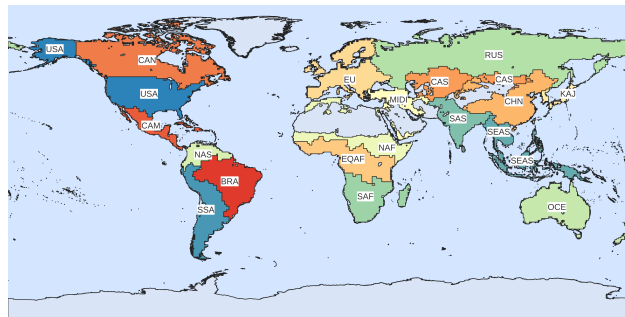 USA
CAN
RUS
EU
CAS
CAS
USA
MIDE
KAJ
CHN
CAM
SAS
SEAS
NAS
NAF
EQAF
SEAS
BRA
SAF
SSA
OCE